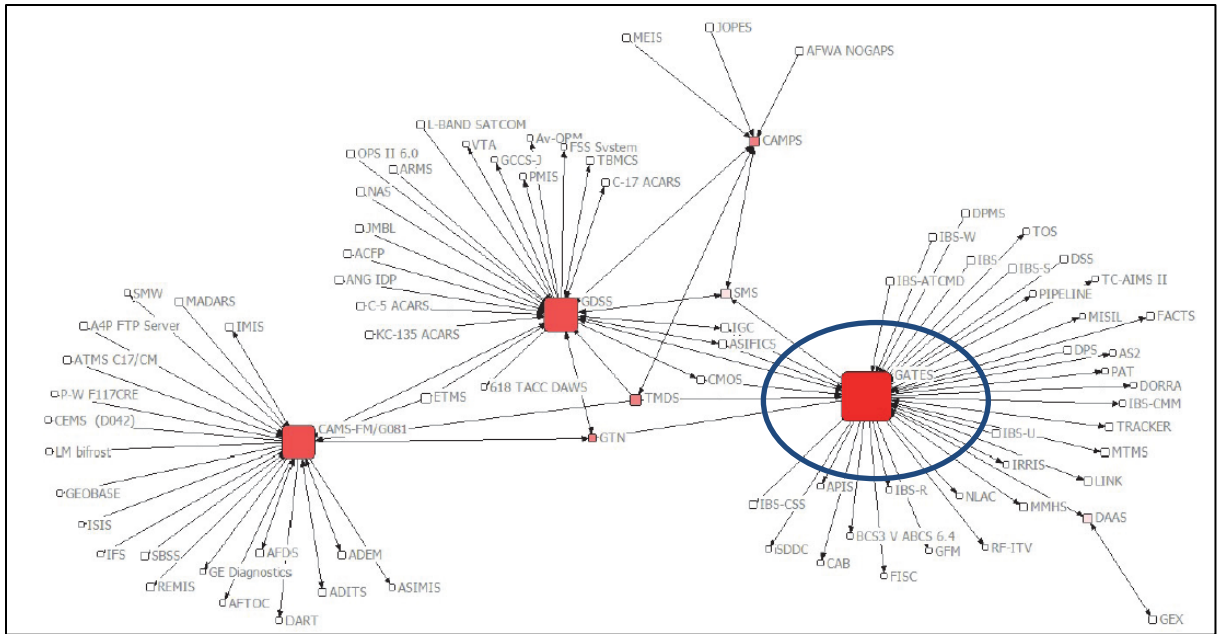 MEIS
JOPES
AFWA NOGAPS
CAMPS
L-BAND SATCOM
VTA
Av-OPM
FSS System
OPS II 6.0
ARMS
GCCS-J
TBMCS
PMIS
C-17 ACARS
NAS
JMBL
ACFP
ANG IDP
C-5 ACARS
KC-135 ACARS
GDSS
SMS
IGC
ASIFICS
CMOS
618 TACC DAWS
ETMS
TMDS
GTN
DPMS
IBS-W
TOS
IBS
IBS-S
DSS
IBS-ATCMD
TC-AIMS II
PIPELINE
MISIL
FACTS
DPS
AS2
GATES
PAT
DORRA
IBS-CMM
TRACKER
IBS-U
MTMS
IRRIS
LINK
APIS
IBS-R
NLAC
MMHS
IBS-CSS
DAAS
BCS3 V ABCS 6.4
SDDC
GFM
RF-ITV
CAB
FISC
GEX
SMW
MADARS
A4P FTP Server
IMIS
ATMS C17/CM
P-W F117CRE
CEMS (D042)
CAMS-FM/G081
LM bifrost
GEOBASE
ISIS
IFS
SBSS
AFDS
ADEM
GE Diagnostics
REMIS
ADITS
ASIMIS
AFTOC
DART